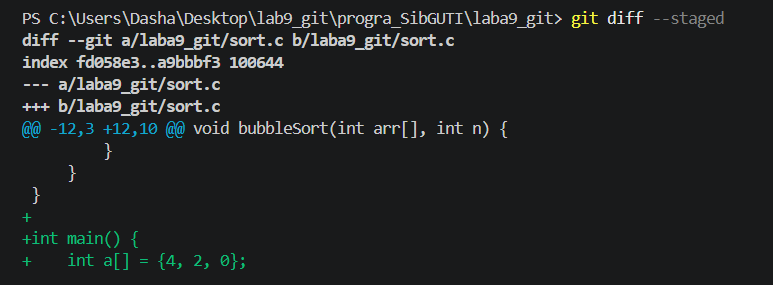 PS C:\Users\Dasha\Desktop\lab9_git\progra_SibGUTI\laba9_git> git diff --staged
diff --git a/laba9_git/sort.c b/laba9_git/sort.c
index fd058e3..a9bbbf3 100644
--- a/laba9_git/sort.c
+++ b/laba9_git/sort.c
@@ -12,3 +12,10 @@ void bubbleSort(int arr[], int n) {
         }
     }
 }
+
+int main() {
+    int a[] = {4, 2, 0};